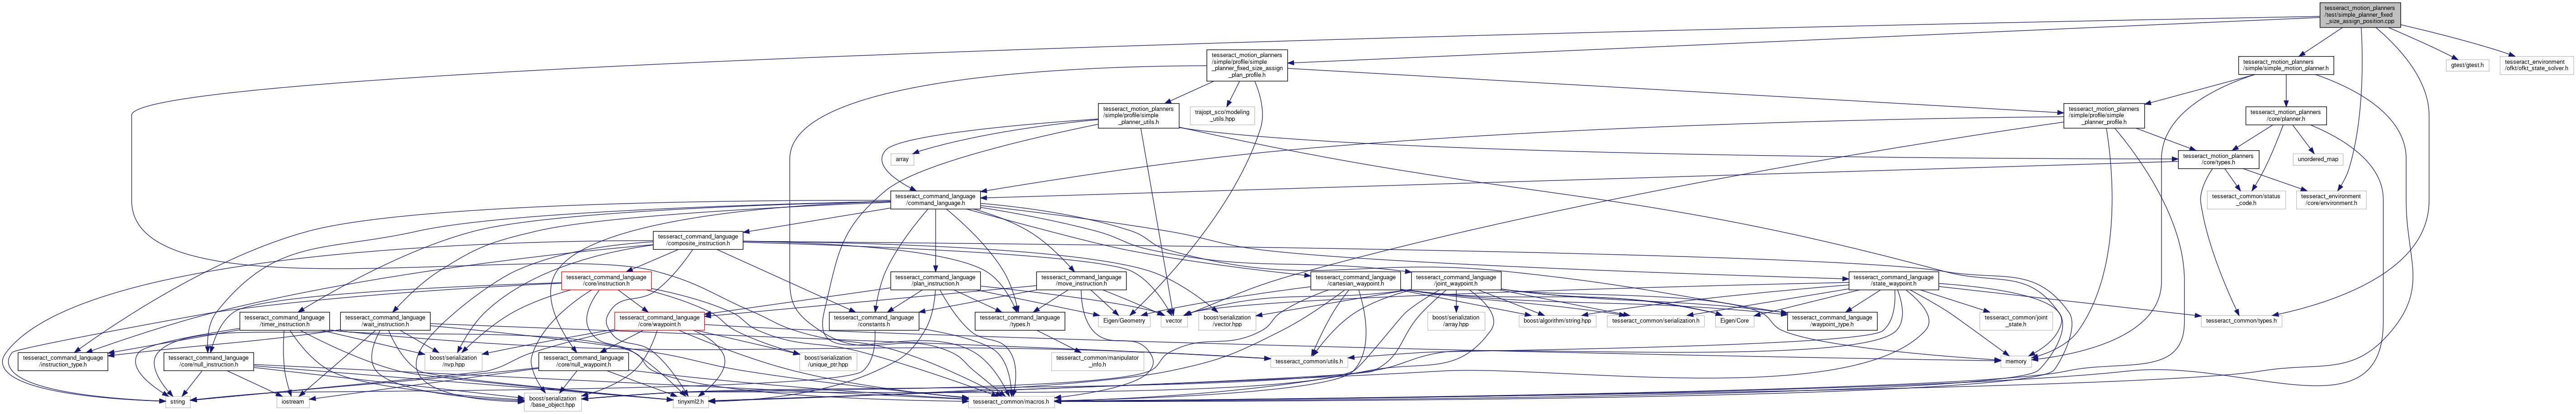 tesseract_motion_planners
/test/simple_planner_fixed
_size_assign_position.cpp
tesseract_motion_planners
/simple/profile/simple
_planner_fixed_size_assign
_plan_profile.h
tesseract_motion_planners
/simple/simple_motion_planner.h
gtest/gtest.h
tesseract_environment
/ofkt/ofkt_state_solver.h
tesseract_motion_planners
/simple/profile/simple
_planner_utils.h
trajopt_sco/modeling
_utils.hpp
tesseract_motion_planners
/simple/profile/simple
_planner_profile.h
tesseract_motion_planners
/core/planner.h
array
tesseract_motion_planners
/core/types.h
unordered_map
tesseract_command_language
/command_language.h
tesseract_common/status
_code.h
tesseract_environment
/core/environment.h
tesseract_command_language
/composite_instruction.h
tesseract_command_language
/core/instruction.h
tesseract_command_language
/plan_instruction.h
tesseract_command_language
/move_instruction.h
tesseract_command_language
/cartesian_waypoint.h
tesseract_command_language
/joint_waypoint.h
tesseract_command_language
/state_waypoint.h
tesseract_command_language
/timer_instruction.h
tesseract_command_language
/wait_instruction.h
tesseract_command_language
/core/waypoint.h
tesseract_command_language
/constants.h
tesseract_command_language
/types.h
Eigen/Geometry
vector
boost/serialization
/vector.hpp
boost/serialization
/array.hpp
boost/algorithm/string.hpp
tesseract_common/serialization.h
Eigen/Core
tesseract_command_language
/waypoint_type.h
tesseract_common/joint
_state.h
tesseract_common/types.h
tesseract_command_language
/instruction_type.h
tesseract_command_language
/core/null_instruction.h
boost/serialization
/nvp.hpp
tesseract_command_language
/core/null_waypoint.h
boost/serialization
/unique_ptr.hpp
tesseract_common/manipulator
_info.h
tesseract_common/utils.h
memory
string
iostream
boost/serialization
/base_object.hpp
tinyxml2.h
tesseract_common/macros.h